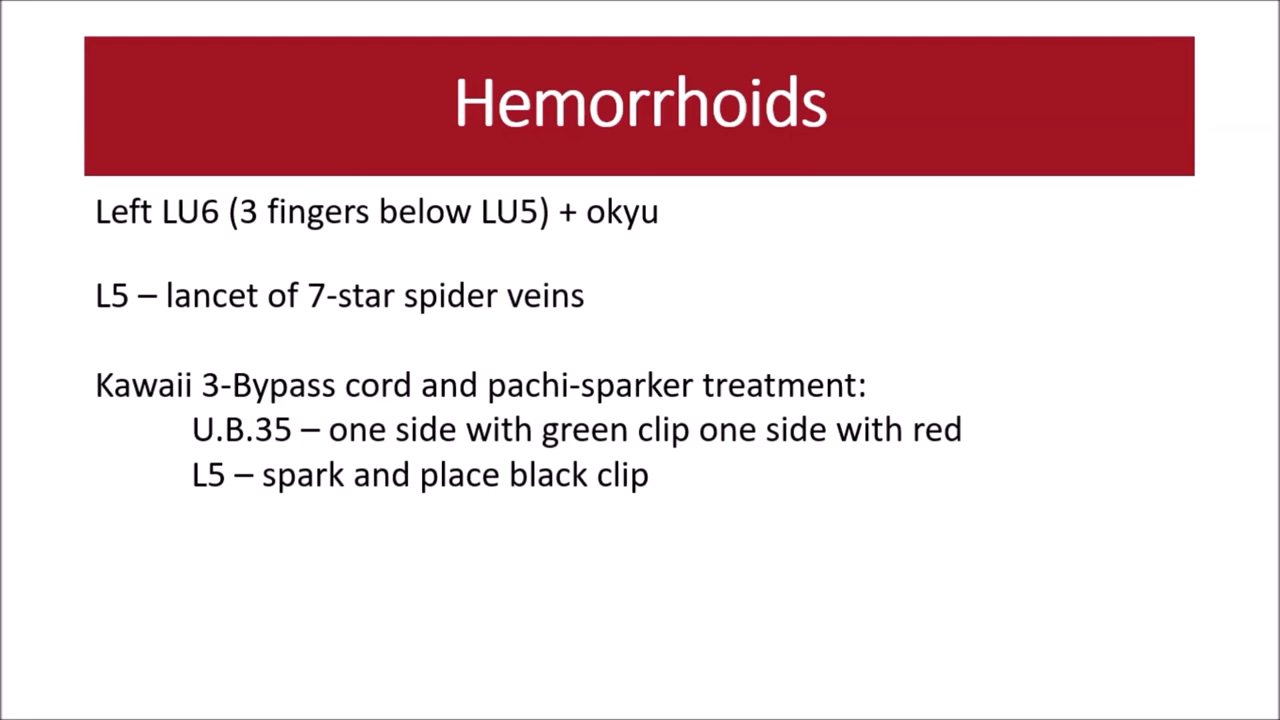 Hemorrhoids
Left LU6 (3 fingers below LU5) + okyu
L5 – lancet of 7-star spider veins
Kawaii 3-Bypass cord and pachi-sparker treatment:
U.B.35 – one side with green clip one side with red
L5 – spark and place black clip